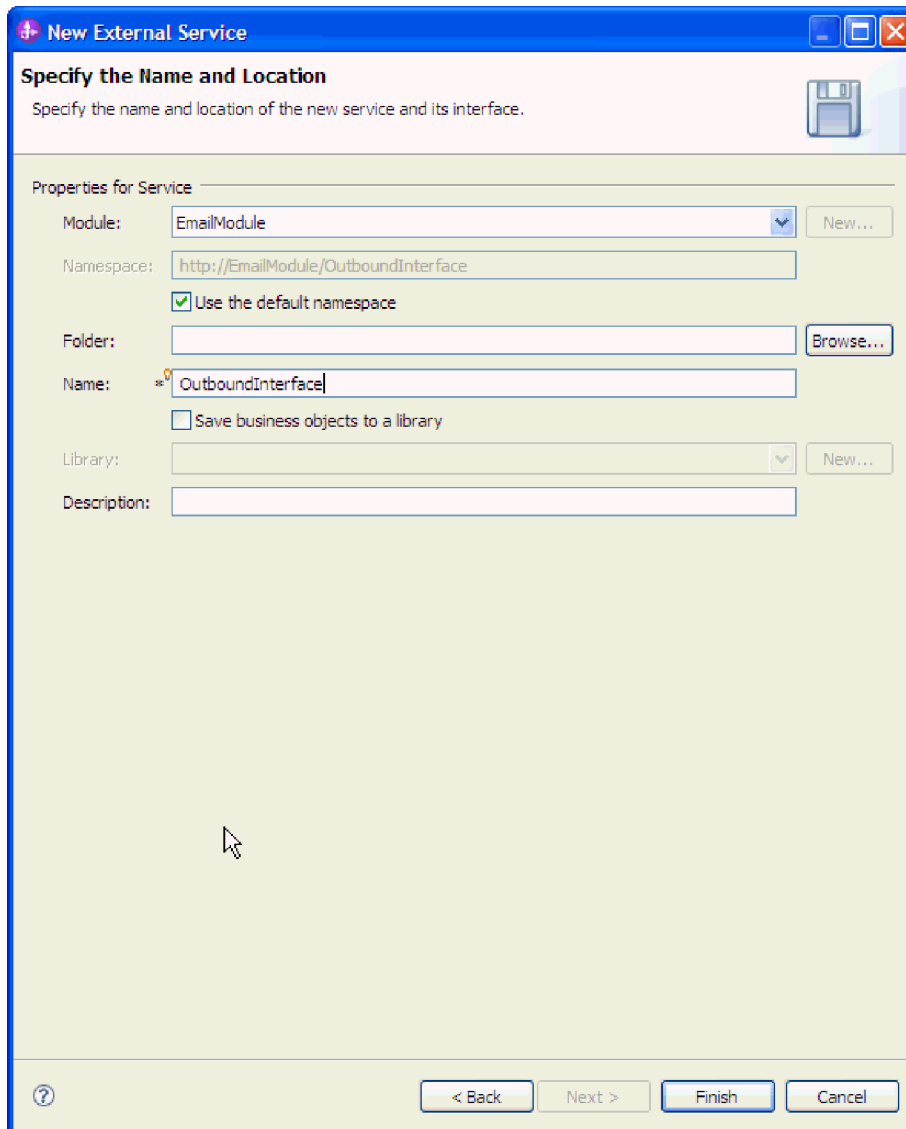 New External Service
Specify the Name and Location
Specify the name and location of the new service and its interface.
Properties for Service
Module: EmailModule New...
Namespace: http://EmailModule/OutboundInterface
Use the default namespace
Folder: Browse...
Name: * OutboundInterface
Save business objects to a library
Library: New...
Description:
? < Back Next > Finish Cancel